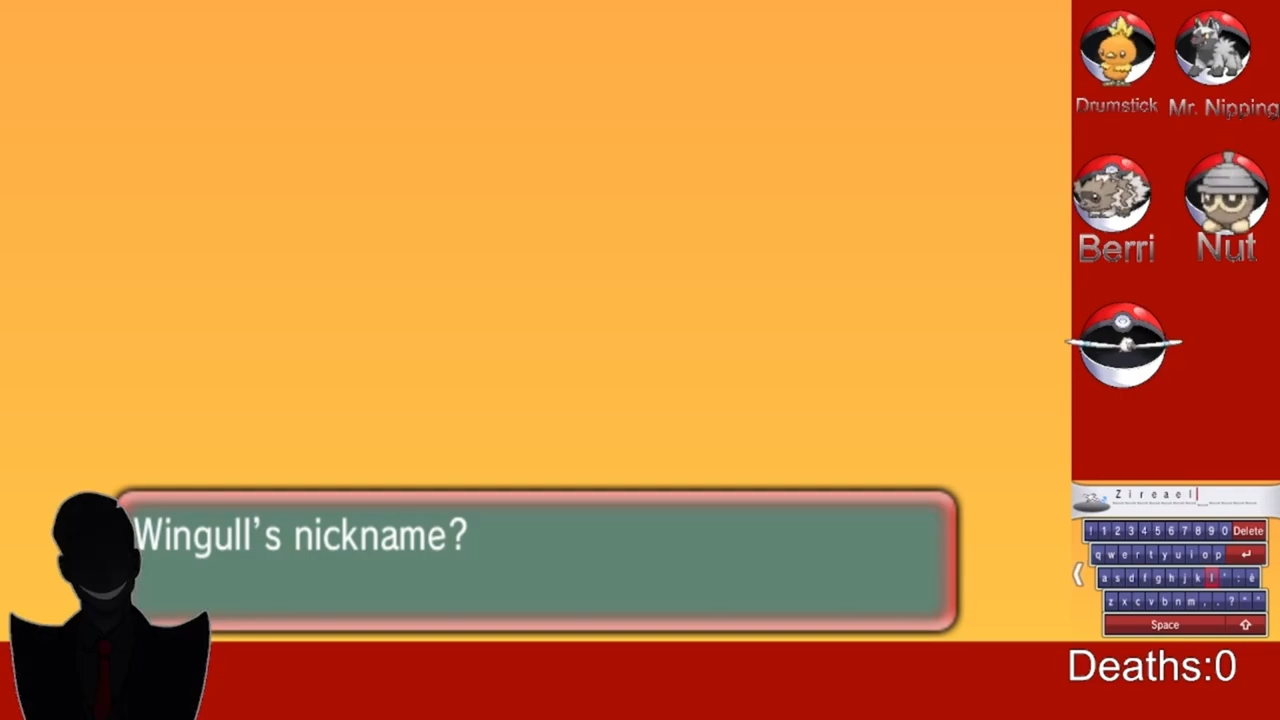 Drumstick Mr. Nipping
Berri Nut
Zireael
! 1 2 3 4 5 6 7 8 9 0 Delete
q w e r t y u i o p
a s d f g h j k l ' : é
z x c v b n m , . ? " "
Space
Wingull's nickname?
Deaths:0